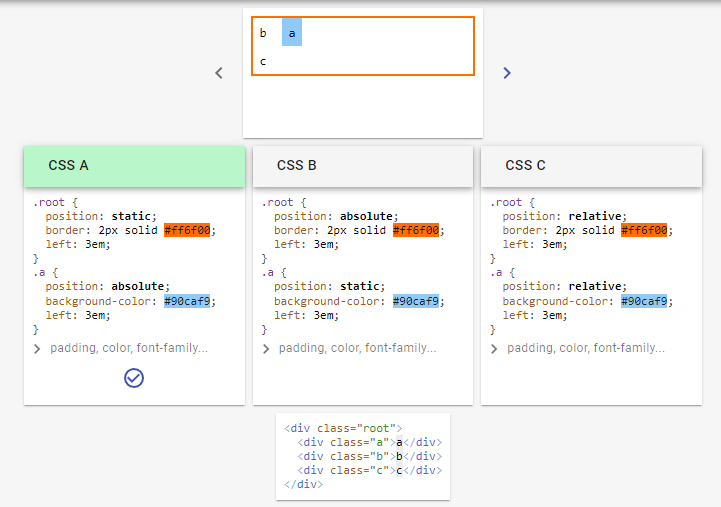 b a
c
CSS A
.root {
position: static;
border: 2px solid #ff6f00;
left: 3em;
}
.a {
position: absolute;
background-color: #90caf9;
left: 3em;
}
padding, color, font-family...
CSS B
.root {
position: absolute;
border: 2px solid #ff6f00;
left: 3em;
}
.a {
position: static;
background-color: #90caf9;
left: 3em;
}
padding, color, font-family...
CSS C
.root {
position: relative;
border: 2px solid #ff6f00;
left: 3em;
}
.a {
position: relative;
background-color: #90caf9;
left: 3em;
}
padding, color, font-family...
<div class="root">
<div class="a">a</div>
<div class="b">b</div>
<div class="c">c</div>
</div>